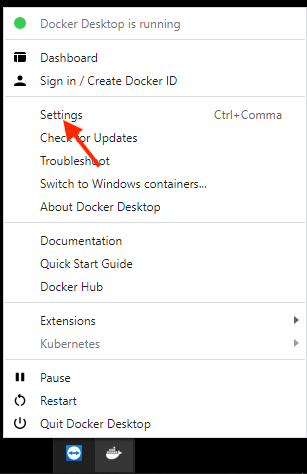 Docker Desktop is running
Dashboard
Sign in / Create Docker ID
Settings Ctrl+Comma
Check for Updates
Troubleshoot
Switch to Windows containers...
About Docker Desktop
Documentation
Quick Start Guide
Docker Hub
Extensions
Kubernetes
Pause
Restart
Quit Docker Desktop